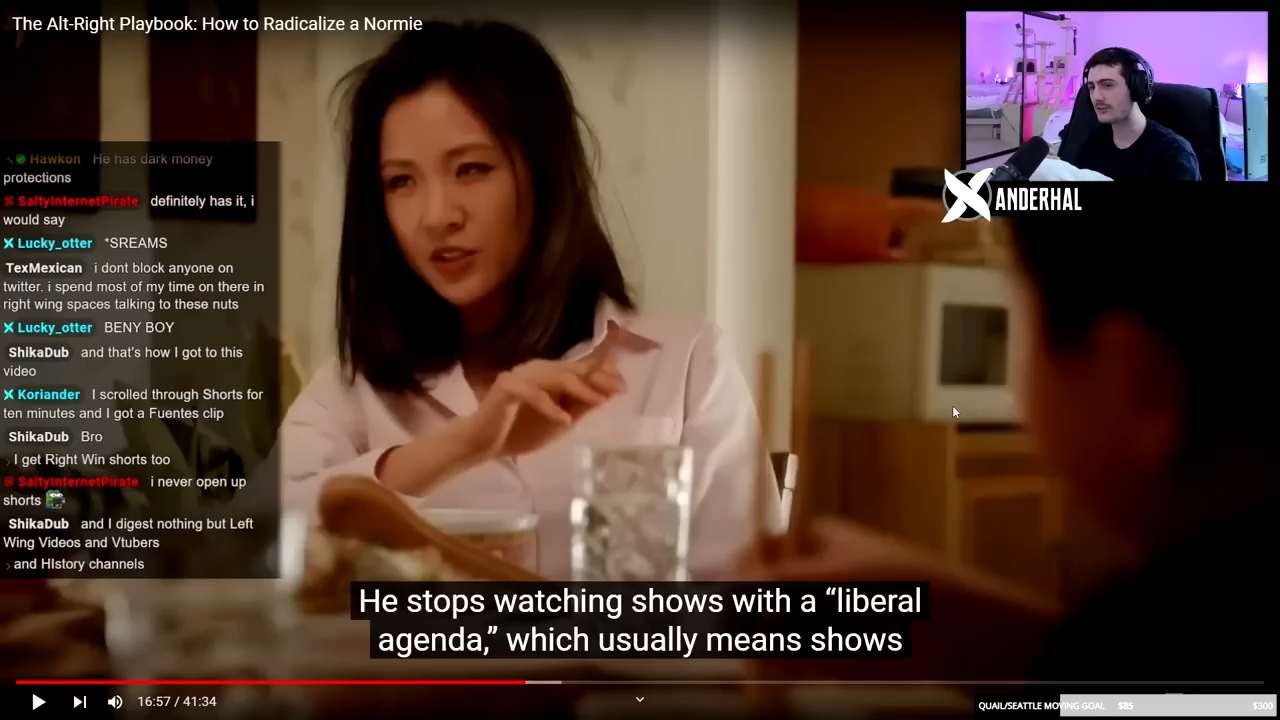 The Alt-Right Playbook: How to Radicalize a Normie
Hawkon He has dark money
protections
SaltyInternetPirate definitely has it, i
would say
Lucky_otter *SREAMS
TexMexican i dont block anyone on
twitter. i spend most of my time on there in
right wing spaces talking to these nuts
Lucky_otter BENY BOY
ShikaDub and that's how I got to this
video
Koriander I scrolled through Shorts for
ten minutes and I got a Fuentes clip
ShikaDub Bro
I get Right Win shorts too
SaltyInternetPirate i never open up
shorts
ShikaDub and I digest nothing but Left
Wing Videos and Vtubers
and HIstory channels
XANDERHAL
He stops watching shows with a “liberal
agenda,” which usually means shows
16:57 / 41:34
QUAIL/SEATTLE MOVING GOAL $85 $300